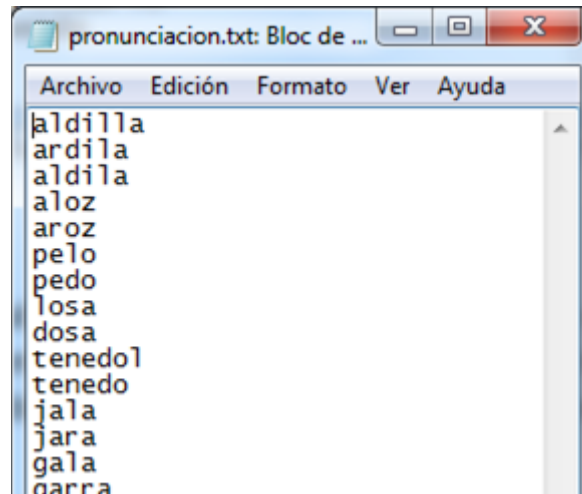 pronunciacion.txt: Bloc de ...
Archivo Edición Formato Ver Ayuda
aldilla
ardila
aldila
aloz
aroz
pelo
pedo
losa
dosa
tenedol
tenedo
jala
jara
gala
garra